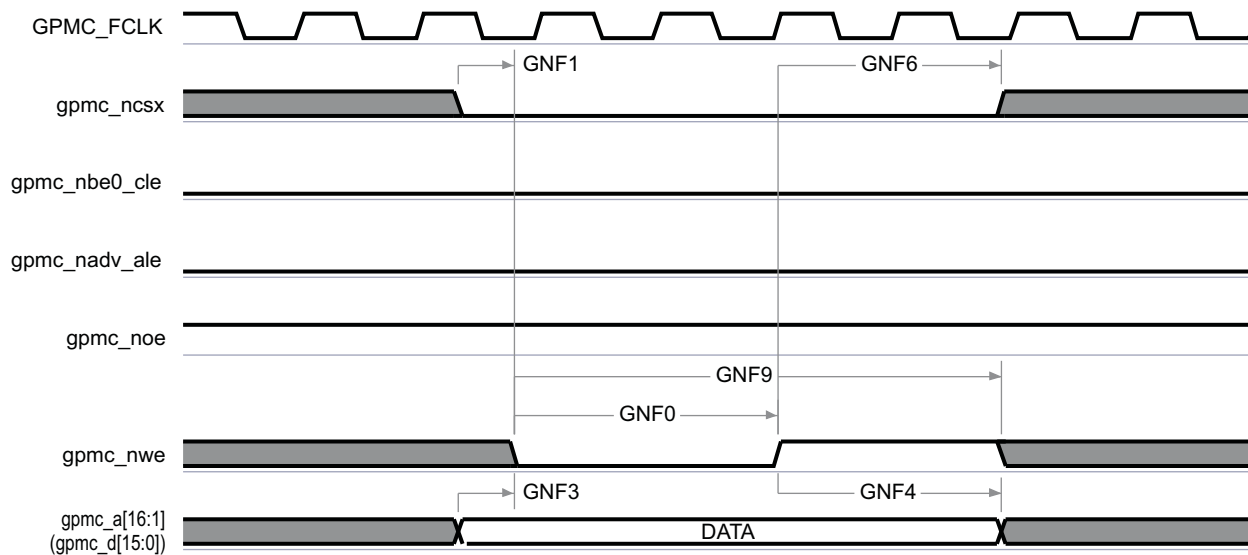 GPMC_FCLK
GNF1
GNF6
gpmc_ncsx
gpmc_nbe0_cle
gpmc_nadv_ale
gpmc_noe
GNF9
GNF0
gpmc_nwe
GNF3
GNF4
gpmc_a[16:1]
(gpmc_d[15:0])
DATA